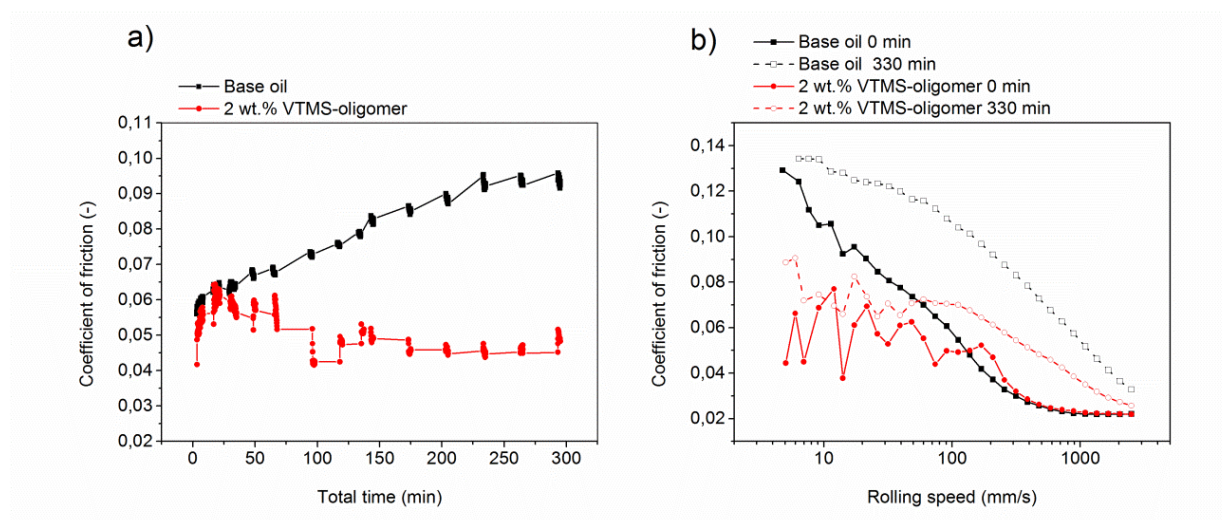 a)
Base oil
2 wt.% VTMS-oligomer
0,11
0,10
0,09
0,08
0,07
0,06
0,05
0,04
0,03
0,02
Coefficient of friction (-)
0 50 100 150 200 250 300
Total time (min)
b)
Base oil 0 min
Base oil 330 min
2 wt.% VTMS-oligomer 0 min
2 wt.% VTMS-oligomer 330 min
0,14
0,12
0,10
0,08
0,06
0,04
0,02
Coefficient of friction (-)
10 100 1000
Rolling speed (mm/s)